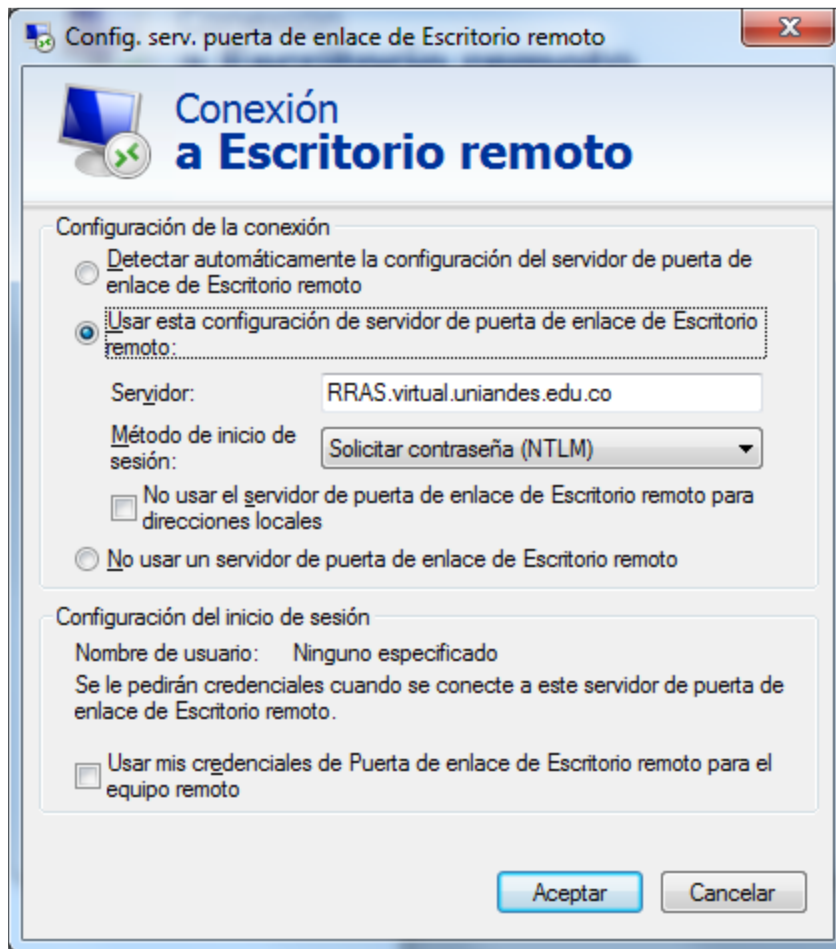 Config. serv. puerta de enlace de Escritorio remoto
Conexión
a Escritorio remoto
Configuración de la conexión
Detectar automáticamente la configuración del servidor de puerta de
enlace de Escritorio remoto
Usar esta configuración de servidor de puerta de enlace de Escritorio
remoto:
Servidor:
RRAS.virtual.uniandes.edu.co
Método de inicio de
sesión:
Solicitar contraseña (NTLM)
No usar el servidor de puerta de enlace de Escritorio remoto para
direcciones locales
No usar un servidor de puerta de enlace de Escritorio remoto
Configuración del inicio de sesión
Nombre de usuario: Ninguno especificado
Se le pedirán credenciales cuando se conecte a este servidor de puerta de
enlace de Escritorio remoto.
Usar mis credenciales de Puerta de enlace de Escritorio remoto para el
equipo remoto
Aceptar
Cancelar